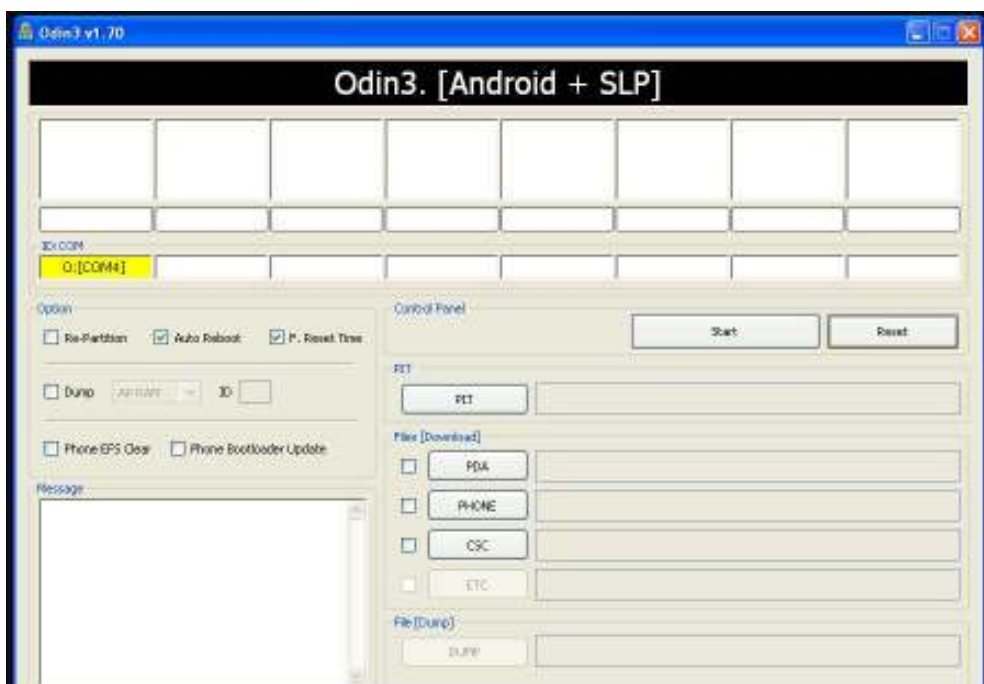 Odin3 v1.70
Odin3. [Android + SLP]
ID:COM
0:[COM4]
Option
Re-Partition Auto Reboot F. Reset Time
Dump ID
Phone EFS Clear Phone Bootloader Update
Message
Control Panel
Start Reset
PIT
PIT
Files [Download]
PDA
PHONE
CSC
ETC
File [Dump]
DUMP